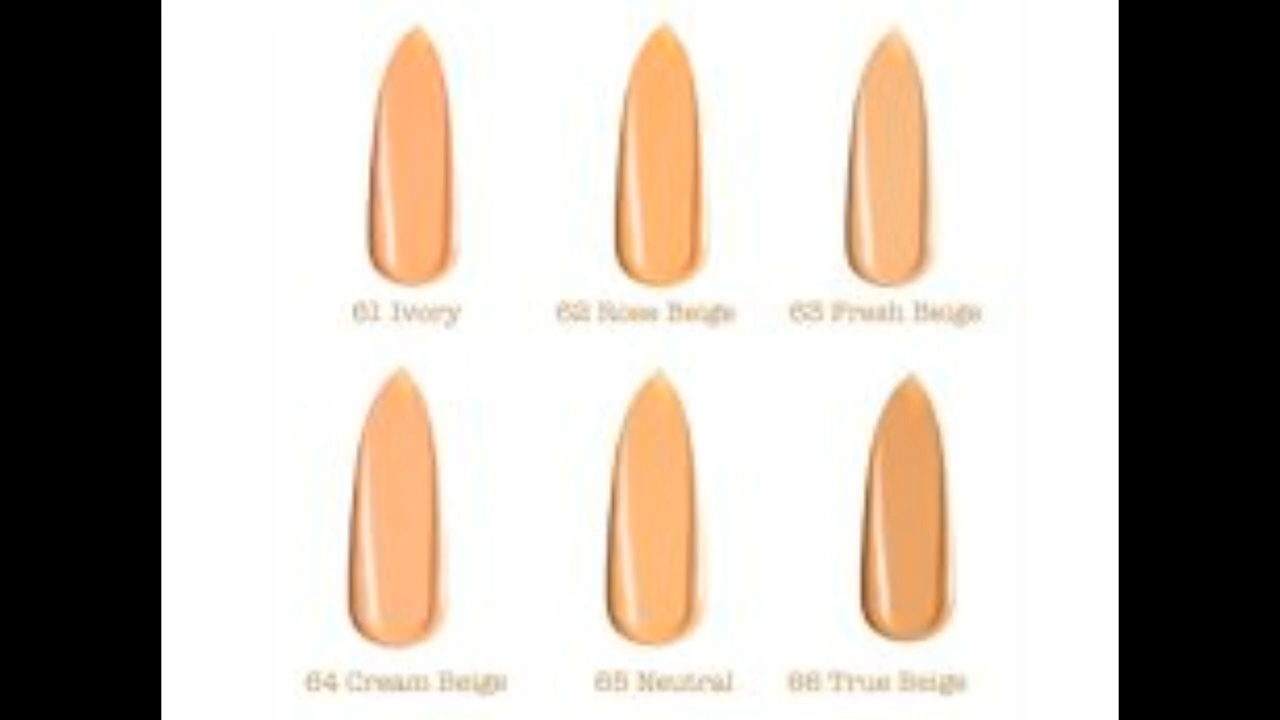 61 Ivory
62 Rose Beige
63 Fresh Beige
64 Cream Beige
65 Neutral
66 True Beige